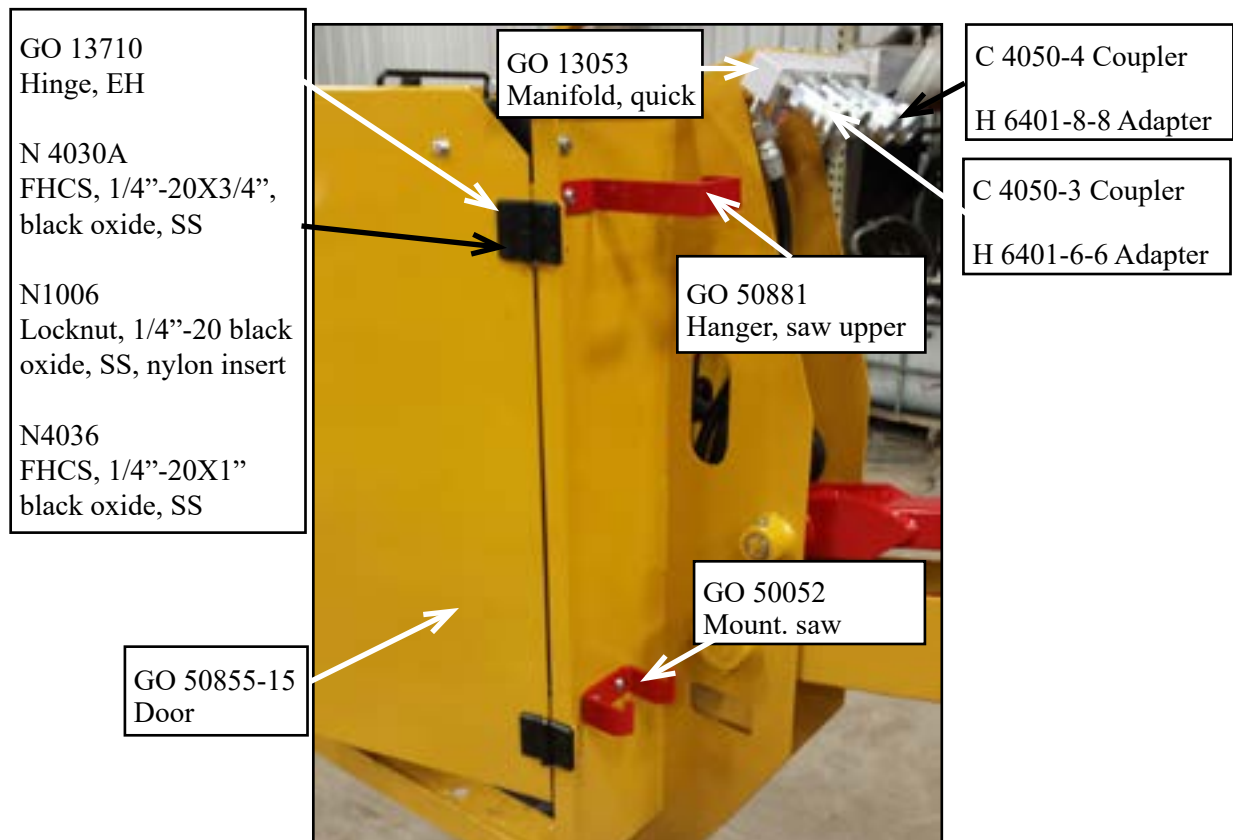 GO 13710
Hinge, EH
N 4030A
FHCS, 1/4”-20X3/4”,
black oxide, SS
N1006
Locknut, 1/4”-20 black
oxide, SS, nylon insert
N4036
FHCS, 1/4”-20X1”
black oxide, SS
GO 13053
Manifold, quick
C 4050-4 Coupler
H 6401-8-8 Adapter
C 4050-3 Coupler
H 6401-6-6 Adapter
GO 50881
Hanger, saw upper
GO 50052
Mount. saw
GO 50855-15
Door